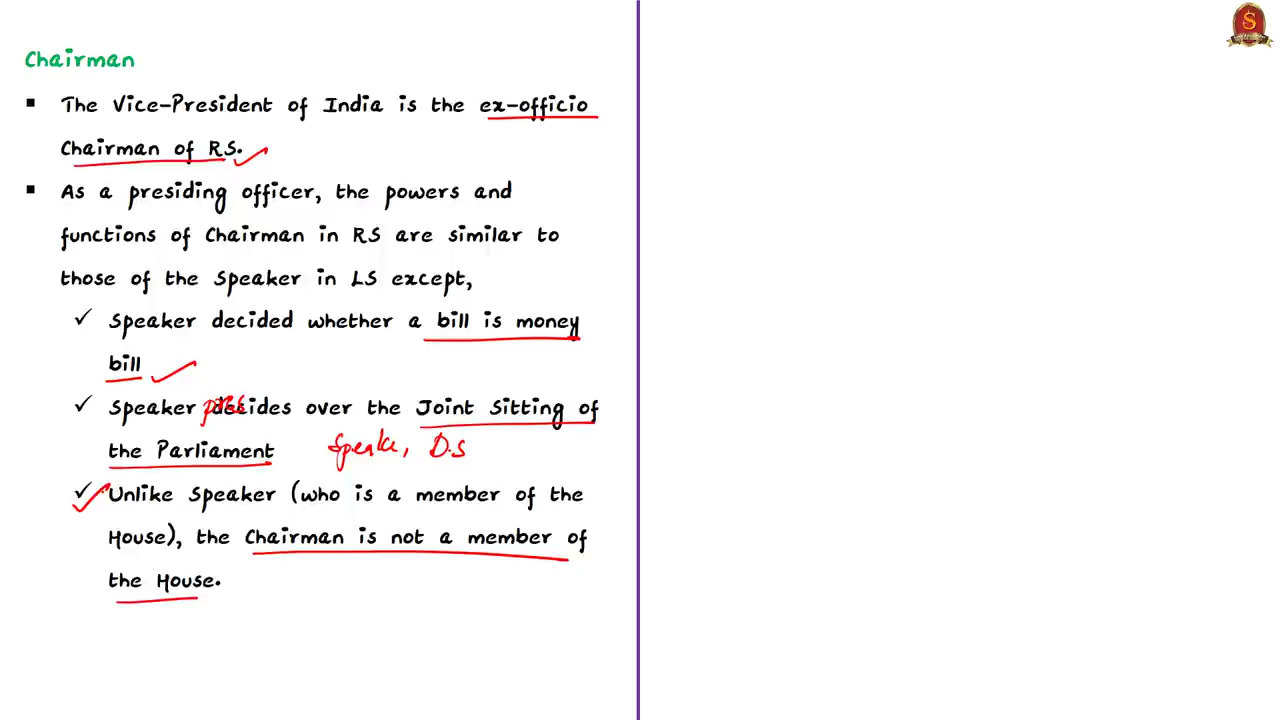 Chairman
▪ The Vice-President of India is the ex-officio
Chairman of RS.
▪ As a presiding officer, the powers and
functions of Chairman in RS are similar to
those of the Speaker in LS except,
✓ Speaker decided whether a bill is money
bill
✓ Speaker decides over the Joint Sitting of
the Parliament Speake, D.S
✓ Unlike Speaker (who is a member of the
House), the Chairman is not a member of
the House.